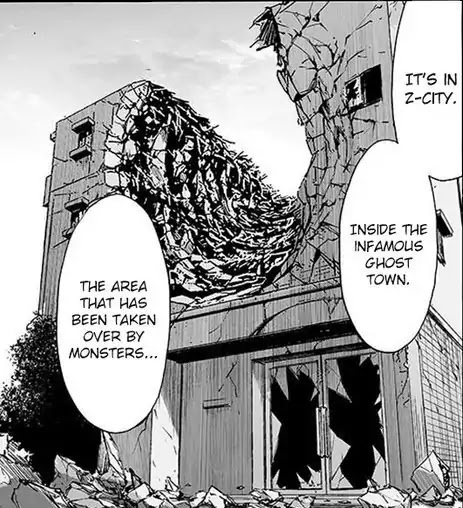 IT'S IN
Z-CITY.
INSIDE THE
INFAMOUS
GHOST
TOWN.
THE AREA
THAT HAS
BEEN TAKEN
OVER BY
MONSTERS...